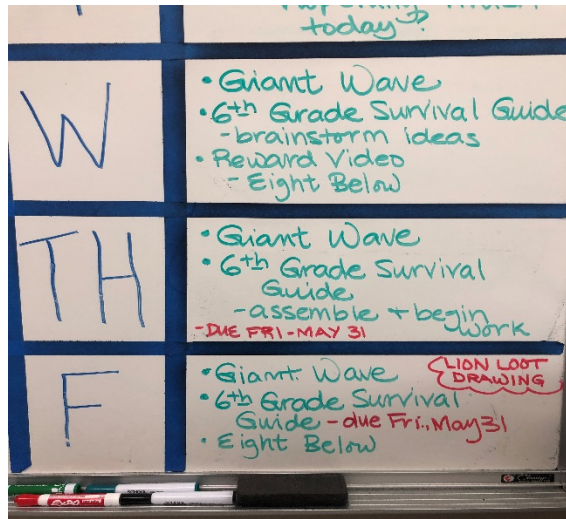 today?
W
• Giant Wave
• 6th Grade Survival Guide
- brainstorm ideas
• Reward Video
- Eight Below
TH
• Giant Wave
• 6th Grade Survival
Guide
- assemble + begin
work
- DUE FRI - MAY 31
F
• Giant Wave
LION LOOT
DRAWING
• 6th Grade Survival
Guide - due Fri., May 31
• Eight Below
EXPO